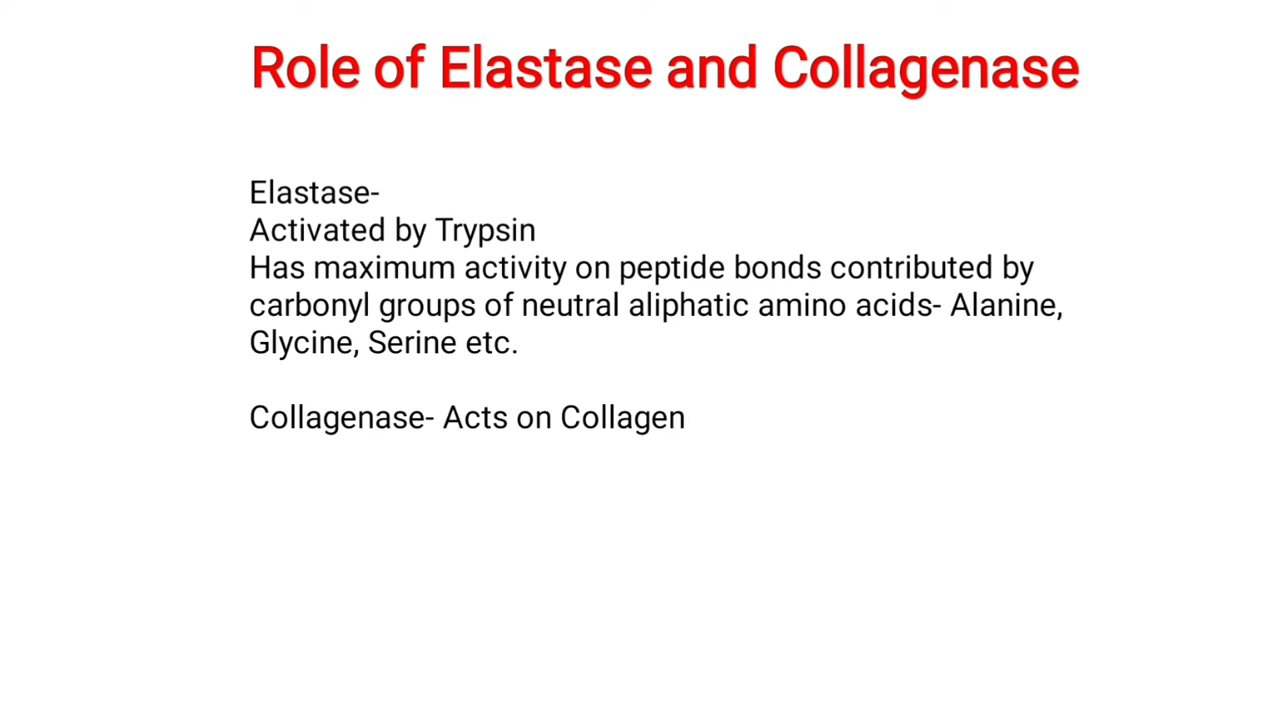 Role of Elastase and Collagenase
Elastase-
Activated by Trypsin
Has maximum activity on peptide bonds contributed by
carbonyl groups of neutral aliphatic amino acids- Alanine,
Glycine, Serine etc.
Collagenase- Acts on Collagen